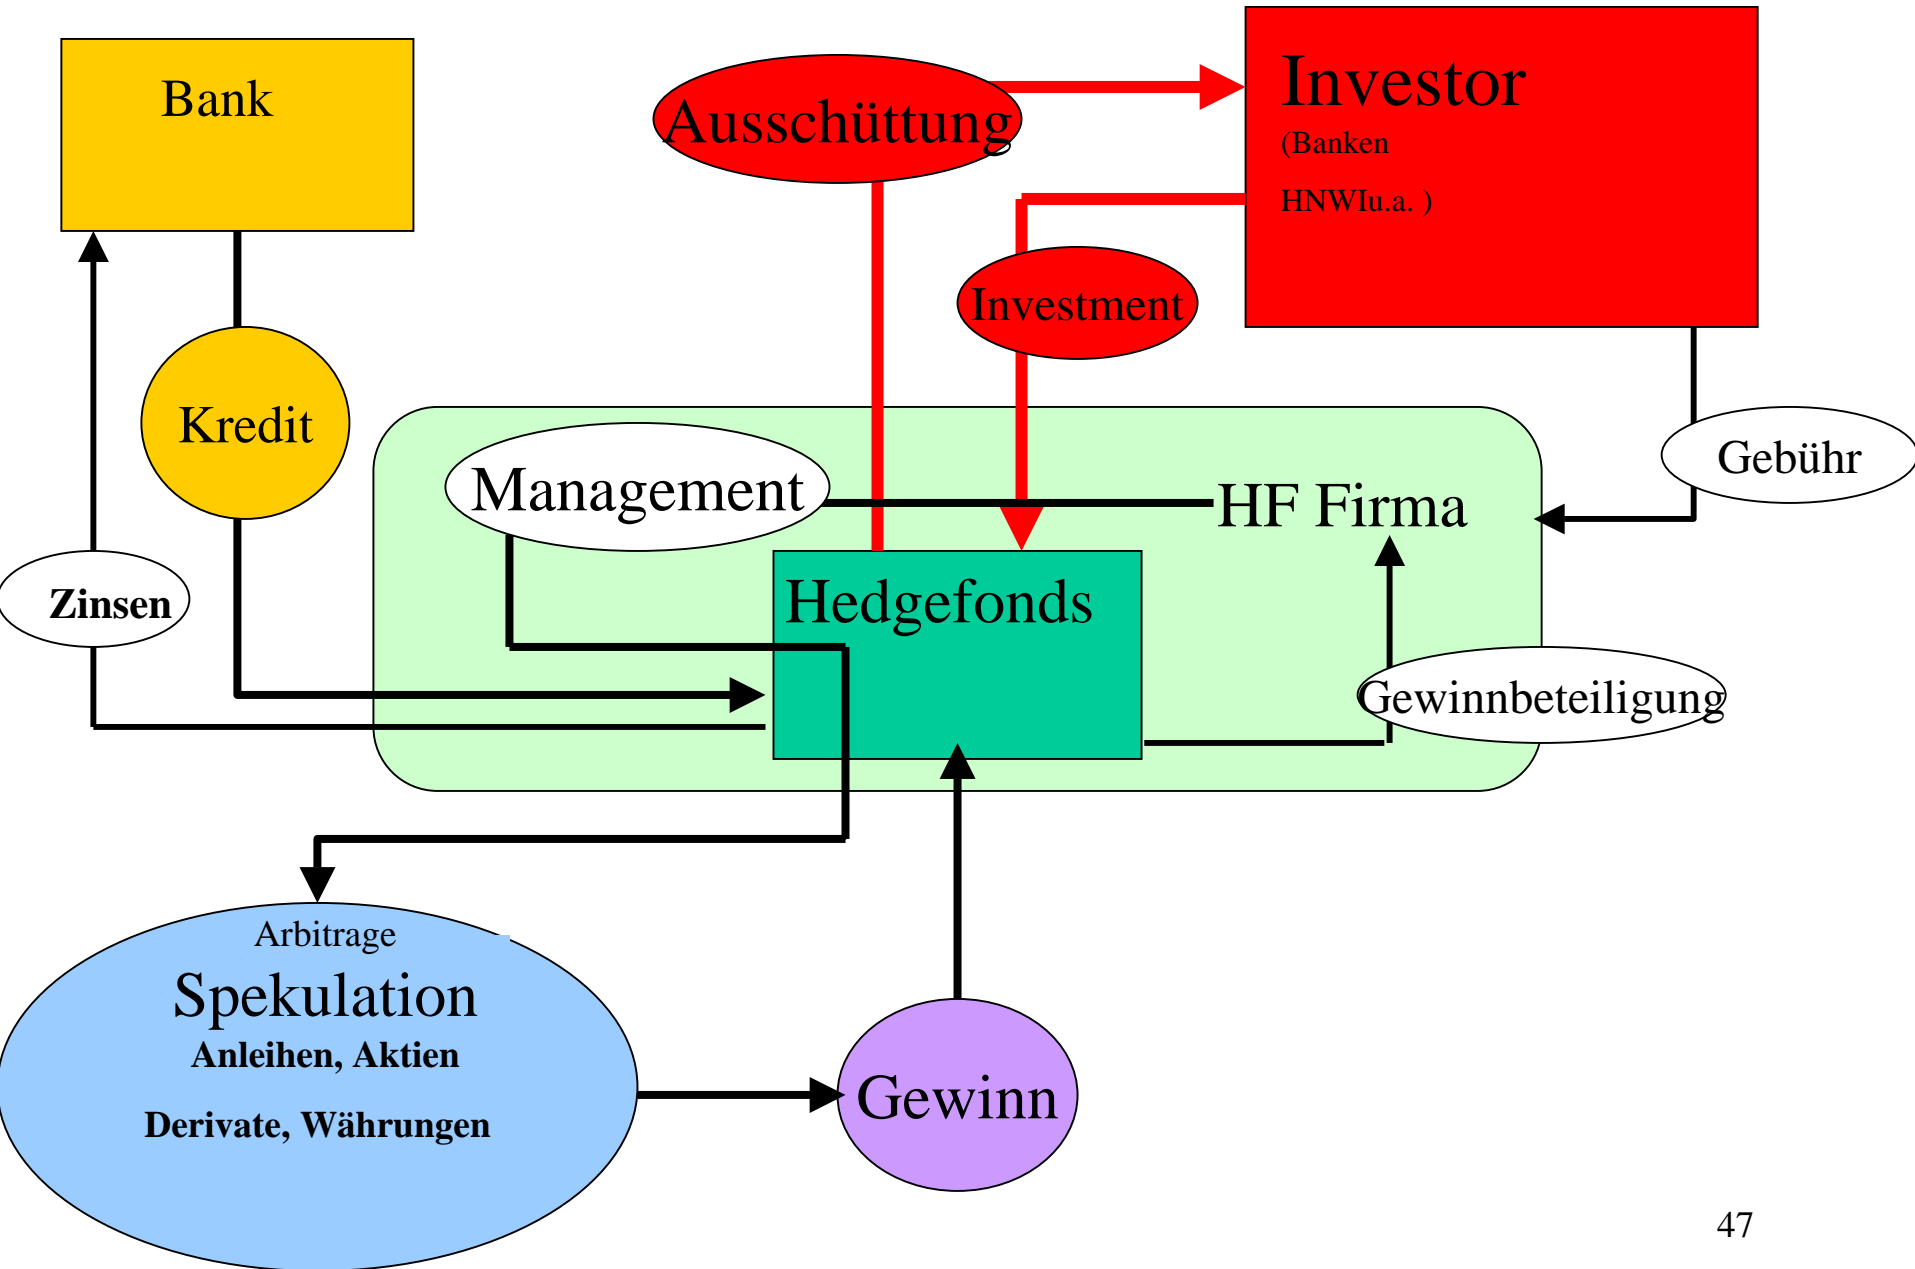 Bank
Ausschüttung
Investor
(Banken
HNWIu.a. )
Investment
Kredit
Management
HF Firma
Gebühr
Zinsen
Hedgefonds
Gewinnbeteiligung
Arbitrage
Spekulation
Anleihen, Aktien
Derivate, Währungen
Gewinn
47